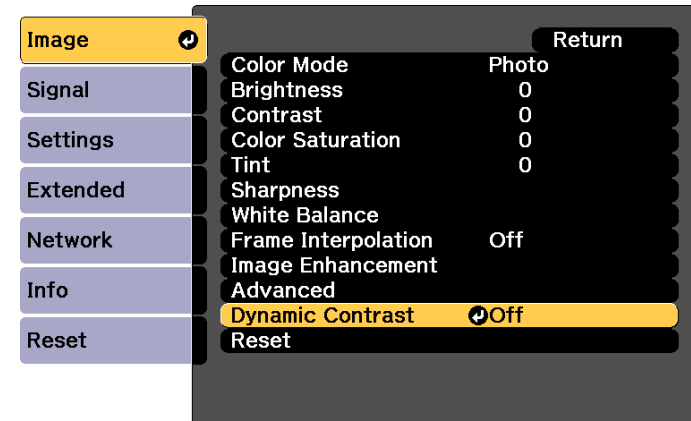 Image
Signal
Settings
Extended
Network
Info
Reset
Return
Color Mode Photo
Brightness 0
Contrast 0
Color Saturation 0
Tint 0
Sharpness
White Balance
Frame Interpolation Off
Image Enhancement
Advanced
Dynamic Contrast Off
Reset